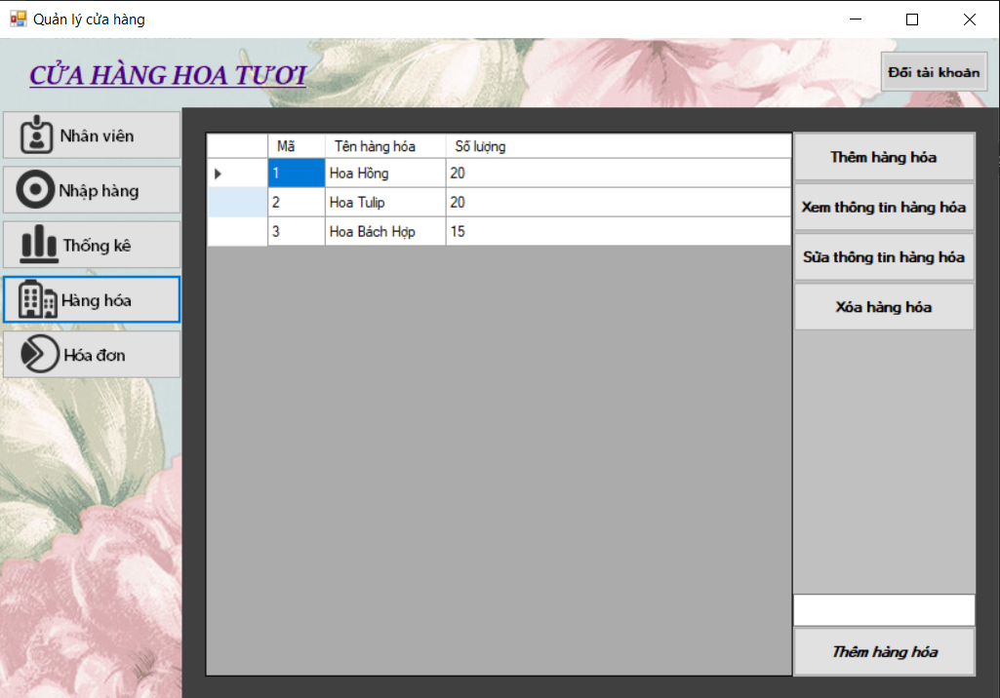 Quản lý cửa hàng
CỬA HÀNG HOA TƯƠI
Đổi tài khoản
Nhân viên
Nhập hàng
Thống kê
Hàng hóa
Hóa đơn
Mã Tên hàng hóa Số lượng
1 Hoa Hồng 20
2 Hoa Tulip 20
3 Hoa Bách Hợp 15
Thêm hàng hóa
Xem thông tin hàng hóa
Sửa thông tin hàng hóa
Xóa hàng hóa
Thêm hàng hóa